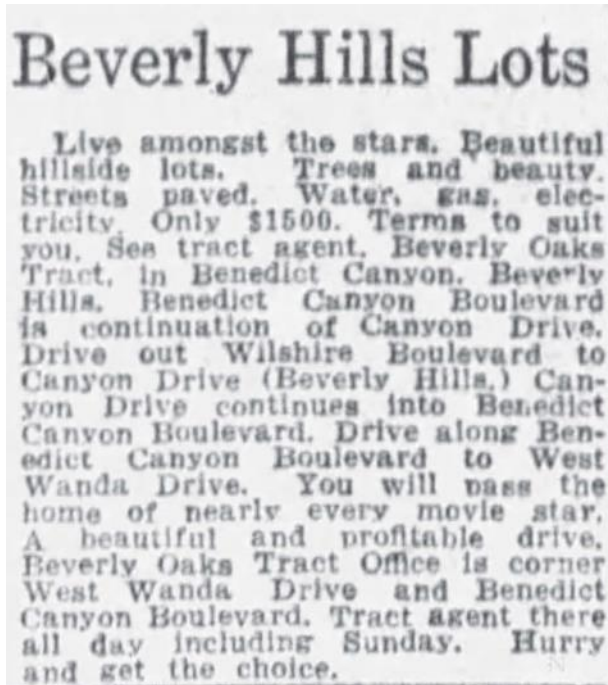 Beverly Hills Lots
Live amongst the stars. Beautiful
hillside lots. Trees and beauty.
Streets paved. Water, gas, elec-
tricity. Only $1500. Terms to suit
you. See tract agent. Beverly Oaks
Tract, in Benedict Canyon, Beverly
Hills. Benedict Canyon Boulevard
is continuation of Canyon Drive.
Drive out Wilshire Boulevard to
Canyon Drive (Beverly Hills.) Can-
yon Drive continues into Benedict
Canyon Boulevard. Drive along Ben-
edict Canyon Boulevard to West
Wanda Drive. You will pass the
home of nearly every movie star.
A beautiful and profitable drive.
Beverly Oaks Tract Office is corner
West Wanda Drive and Benedict
Canyon Boulevard. Tract agent there
all day including Sunday. Hurry
and get the choice.